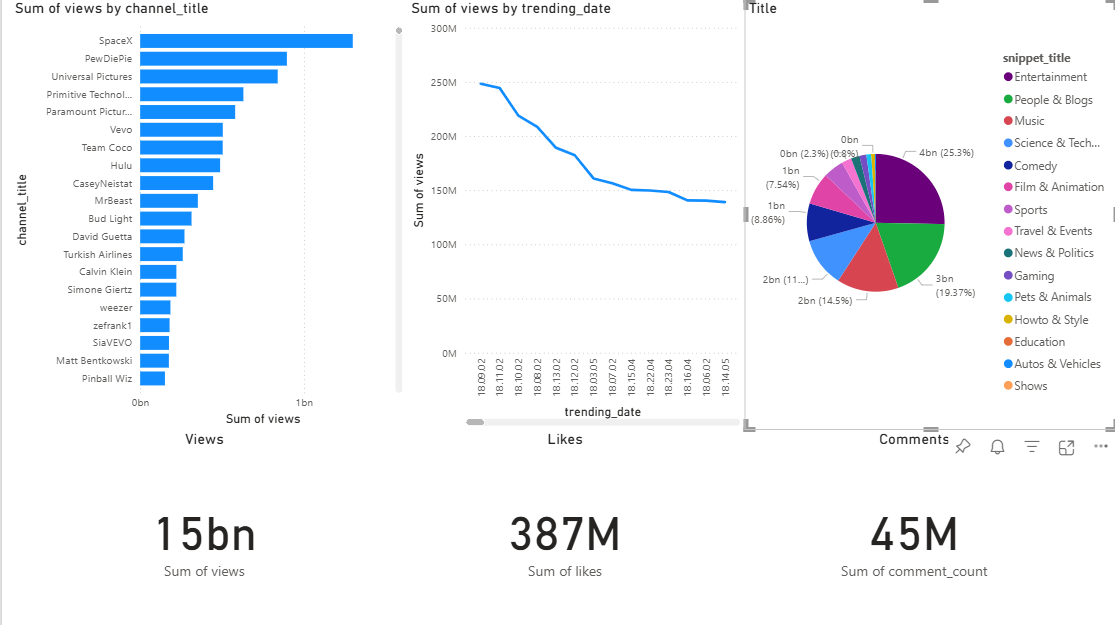 Sum of views by channel_title
SpaceX
PewDiePie
Universal Pictures
Primitive Technol...
Paramount Pictur...
Vevo
Team Coco
Hulu
CaseyNeistat
MrBeast
Bud Light
David Guetta
Turkish Airlines
Calvin Klein
Simone Giertz
weezer
zefrank1
SiaVEVO
Matt Bentkowski
Pinball Wiz
channel_title
0bn 1bn
Sum of views
Sum of views by trending_date
300M
250M
200M
150M
100M
50M
0M
Sum of views
18.09.02
18.11.02
18.10.02
18.08.02
18.13.02
18.12.02
18.03.05
18.07.02
18.15.04
18.22.04
18.23.04
18.16.04
18.06.02
18.14.05
trending_date
Title
0bn
0bn (2.3%) (0.8%)
4bn (25.3%)
1bn
(7.54%)
1bn
(8.86%)
2bn (11...)
2bn (14.5%)
3bn
(19.37%)
snippet_title
Entertainment
People & Blogs
Music
Science & Tech...
Comedy
Film & Animation
Sports
Travel & Events
News & Politics
Gaming
Pets & Animals
Howto & Style
Education
Autos & Vehicles
Shows
Views
15bn
Sum of views
Likes
387M
Sum of likes
Comments
45M
Sum of comment_count